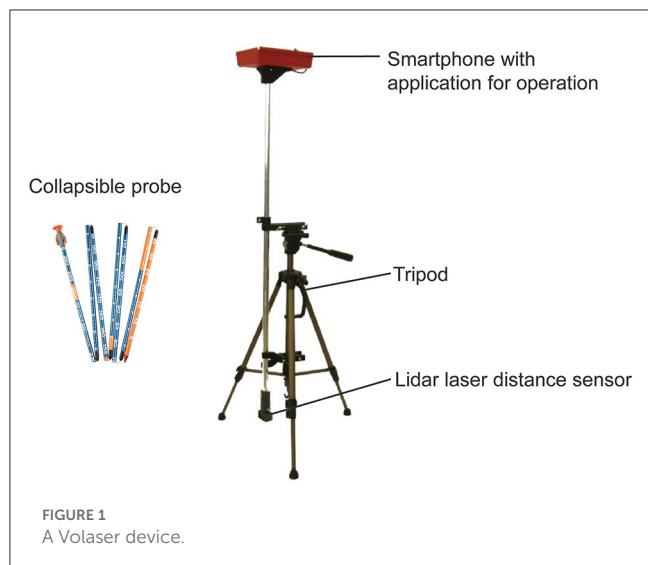 Smartphone with
application for operation
Collapsible probe
Tripod
Lidar laser distance sensor
FIGURE 1
A Volaser device.